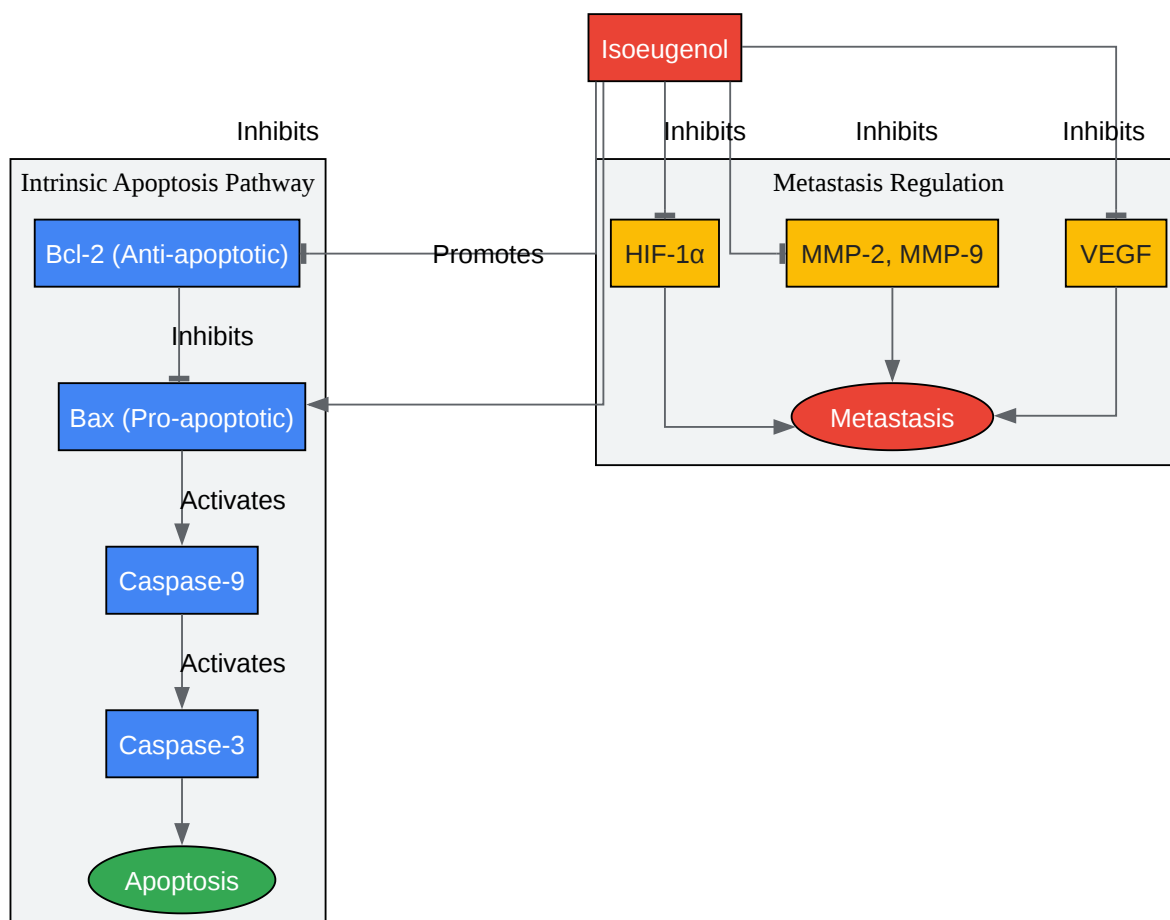 Isoeugenol
Inhibits
Inhibits
Inhibits
Inhibits
Intrinsic Apoptosis Pathway
Metastasis Regulation
Bcl-2 (Anti-apoptotic)
Promotes
HIF-1α
MMP-2, MMP-9
VEGF
Inhibits
Bax (Pro-apoptotic)
Metastasis
Activates
Caspase-9
Activates
Caspase-3
Apoptosis